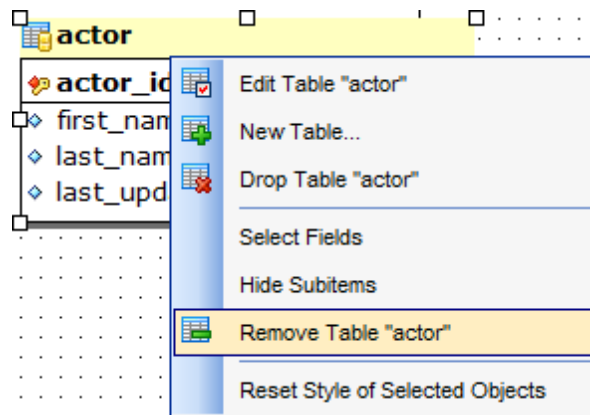 actor
actor_id
first_nam
last_nam
last_upd
Edit Table "actor"
New Table...
Drop Table "actor"
Select Fields
Hide Subitems
Remove Table "actor"
Reset Style of Selected Objects